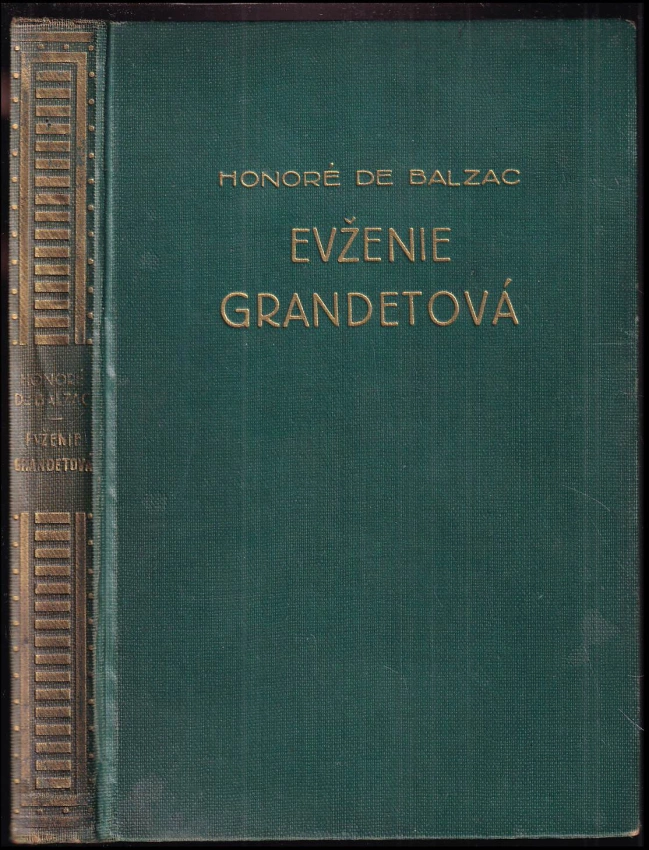 HONORÉ DE BALZAC
EVŽENIE
GRANDETOVÁ
HONORÉ
DE BALZAC
EVŽENIE
GRANDETOVÁ